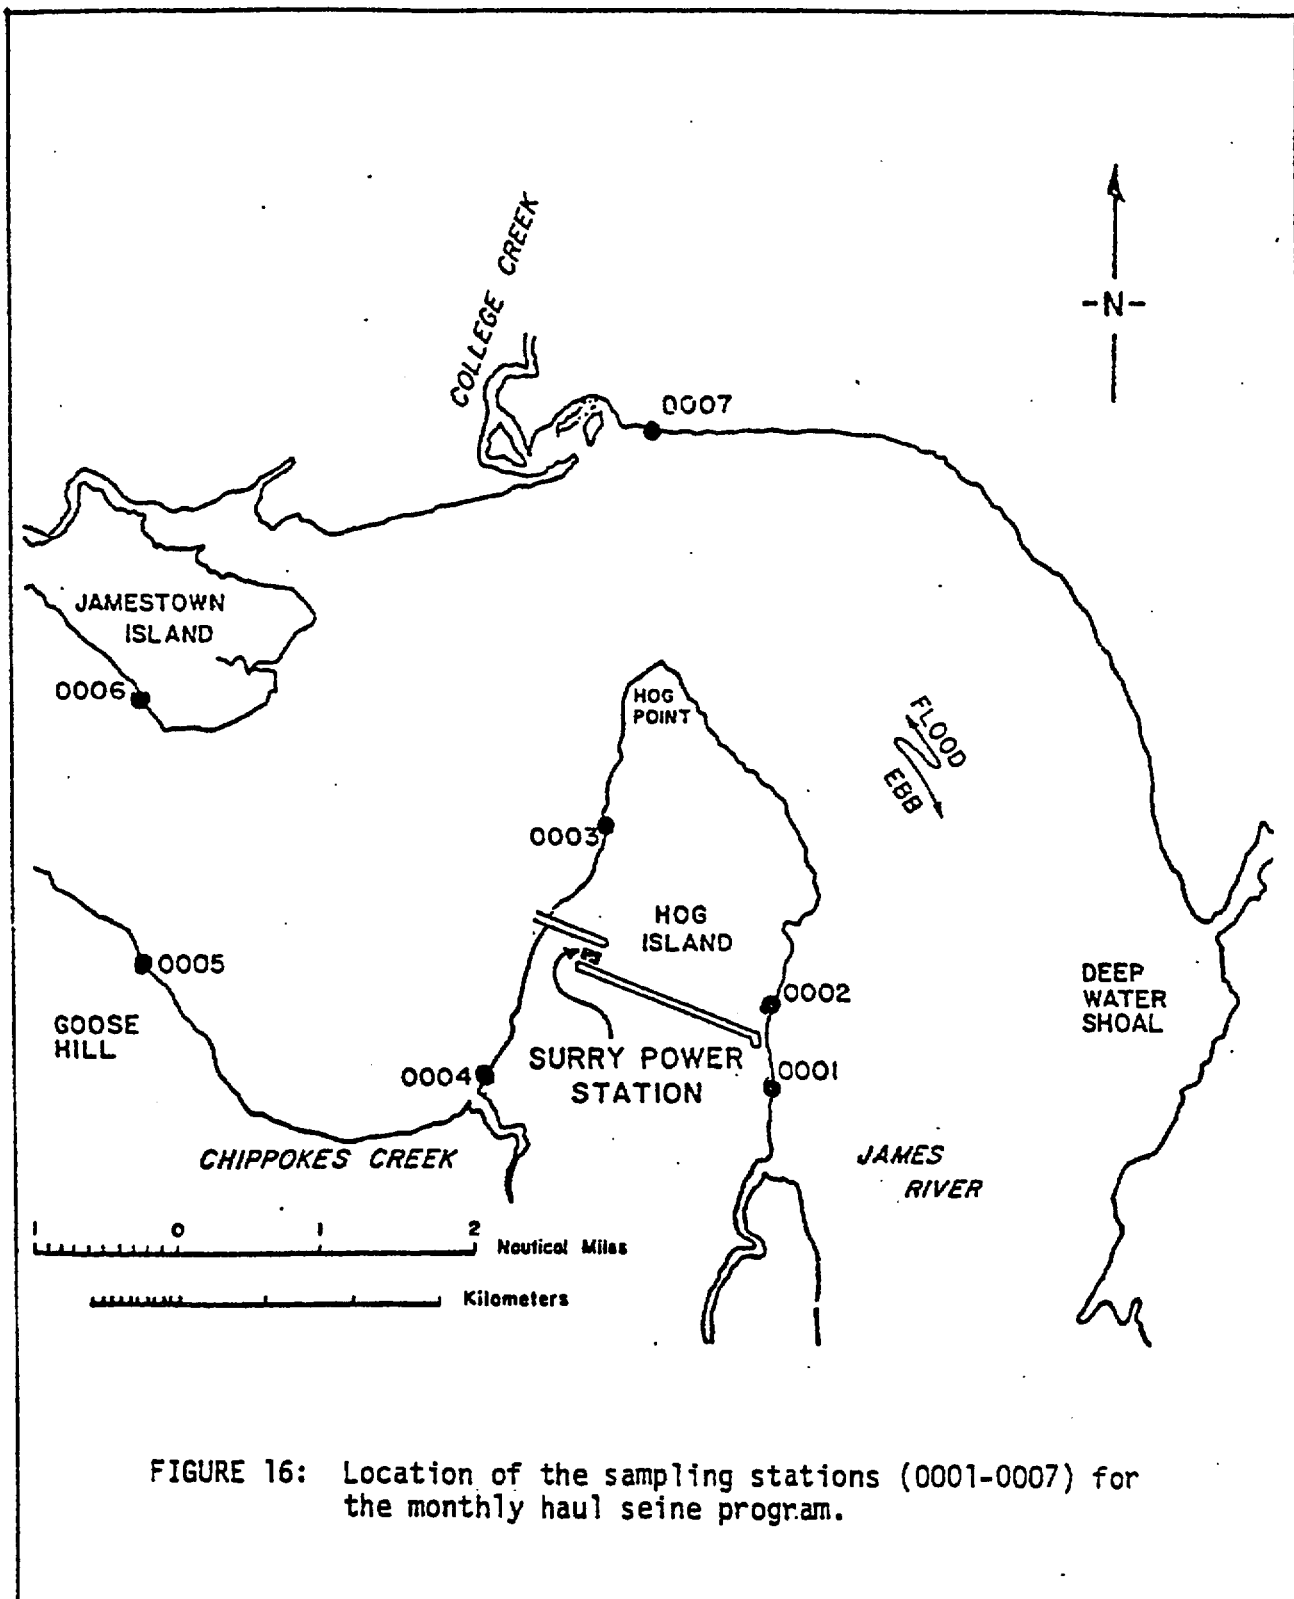 COLLEGE CREEK
-N-
0007
JAMESTOWN
ISLAND
0006
HOG
POINT
FLOOD
EBB
0003
HOG
ISLAND
0005
0002
DEEP
WATER
SHOAL
GOOSE
HILL
SURRY POWER
STATION
0004
0001
CHIPPOKES CREEK
JAMES
RIVER
1 0 1 2
Nautical Miles
Kilometers
FIGURE 16: Location of the sampling stations (0001-0007) for
the monthly haul seine program.